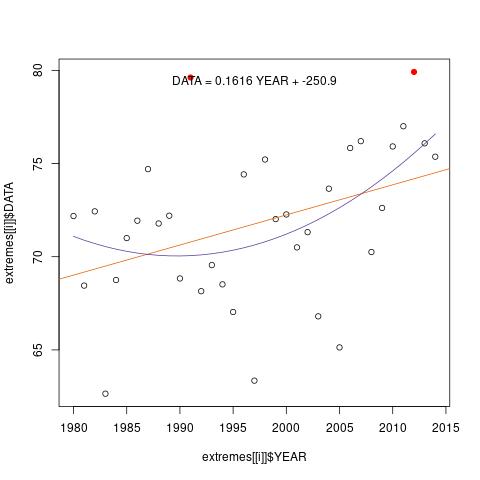 DATA = 0.1616 YEAR + -250.9
80
75
70
65
extremes[[i]]$DATA
1980 1985 1990 1995 2000 2005 2010 2015
extremes[[i]]$YEAR